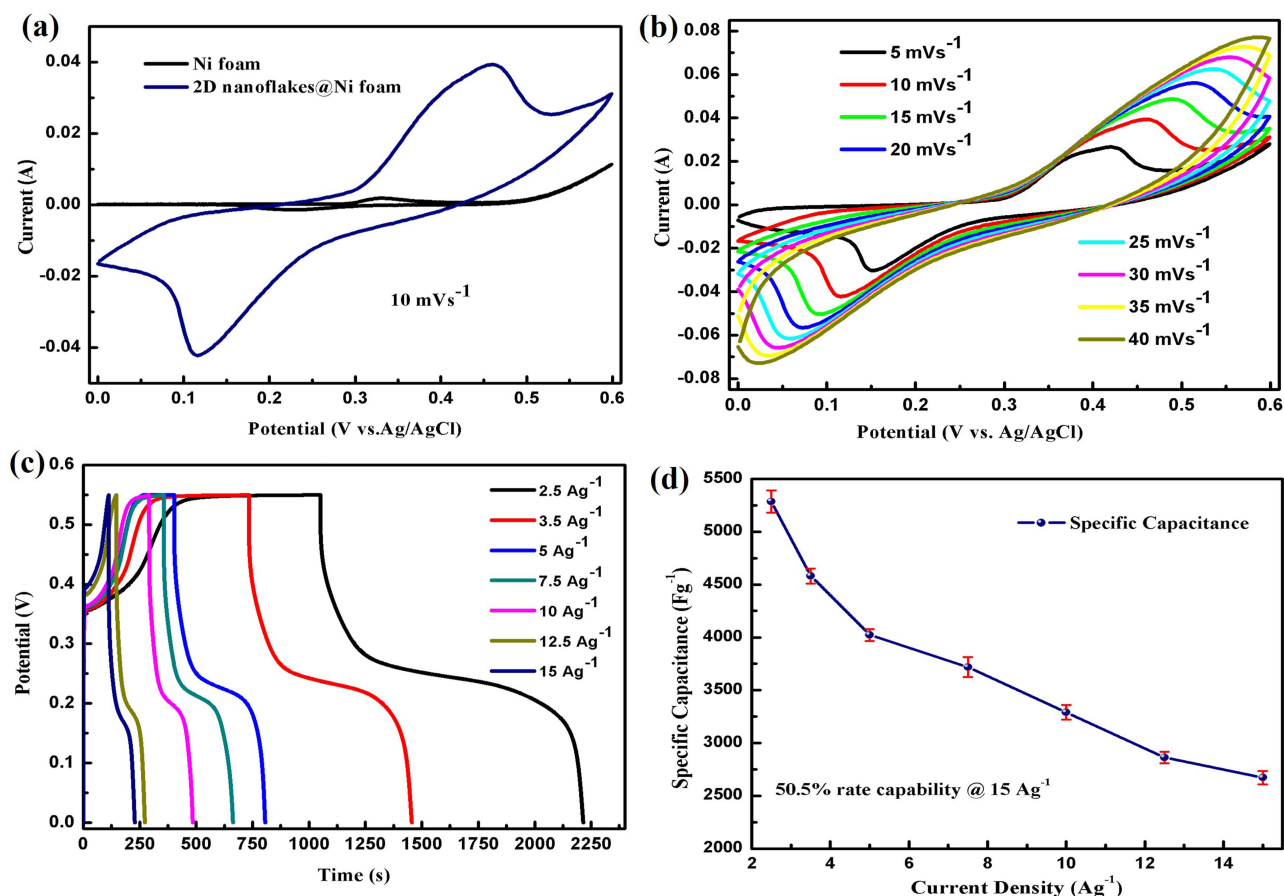 (a)
Ni foam
2D nanoflakes@Ni foam
10 mVs-1
Current (A)
0.04
0.02
0.00
-0.02
-0.04
0.0 0.1 0.2 0.3 0.4 0.5 0.6
Potential (V vs.Ag/AgCl)
(b)
5 mVs-1
10 mVs-1
15 mVs-1
20 mVs-1
25 mVs-1
30 mVs-1
35 mVs-1
40 mVs-1
Current (A)
0.08
0.06
0.04
0.02
0.00
-0.02
-0.04
-0.06
-0.08
0.0 0.1 0.2 0.3 0.4 0.5 0.6
Potential (V vs. Ag/AgCl)
(c)
2.5 Ag-1
3.5 Ag-1
5 Ag-1
7.5 Ag-1
10 Ag-1
12.5 Ag-1
15 Ag-1
Potential (V)
0.6
0.5
0.4
0.3
0.2
0.1
0.0
0 250 500 750 1000 1250 1500 1750 2000 2250
Time (s)
(d)
Specific Capacitance
50.5% rate capability @ 15 Ag-1
Specific Capacitance (Fg-1)
5500
5250
5000
4500
4000
3750
3500
3250
3000
2750
2500
2250
2000
2 4 6 8 10 12 14
Current Density (Ag-1)